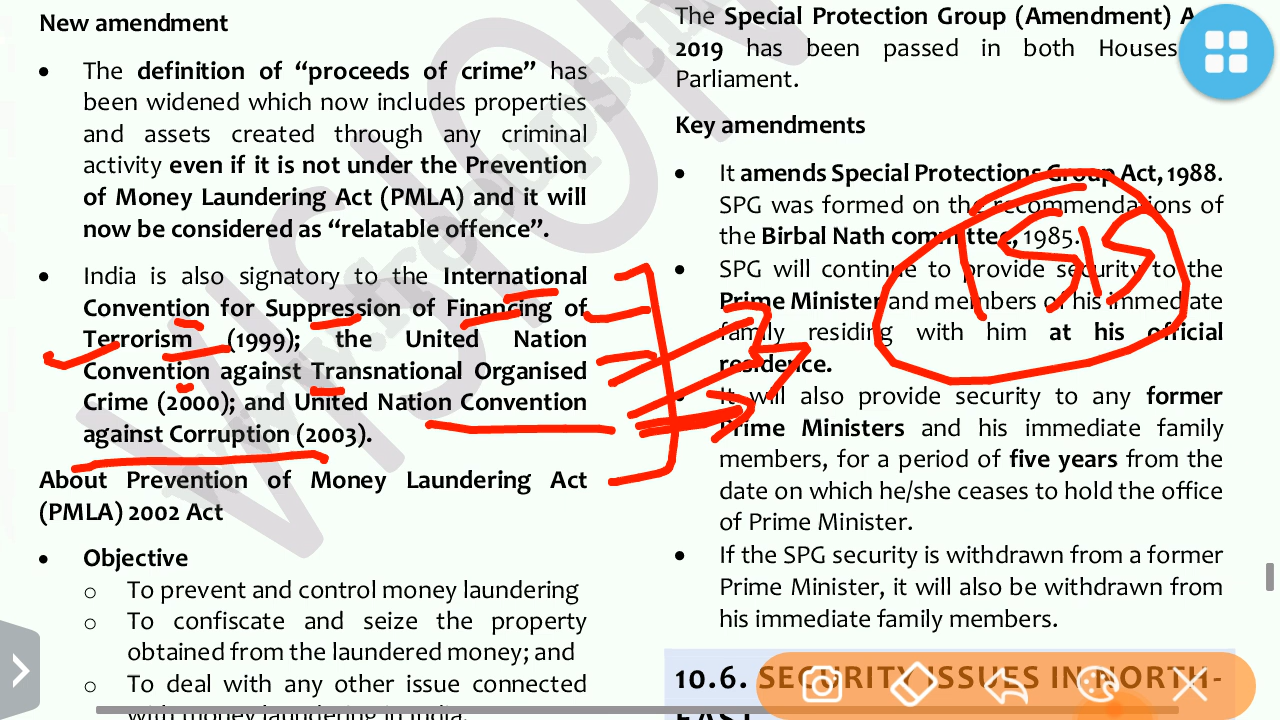 New amendment
• The definition of “proceeds of crime” has
been widened which now includes properties
and assets created through any criminal
activity even if it is not under the Prevention
of Money Laundering Act (PMLA) and it will
now be considered as “relatable offence”.
• India is also signatory to the International
Convention for Suppression of Financing of
Terrorism (1999); the United Nation
Convention against Transnational Organised
Crime (2000); and United Nation Convention
against Corruption (2003).
About Prevention of Money Laundering Act
(PMLA) 2002 Act
• Objective
o To prevent and control money laundering
o To confiscate and seize the property
obtained from the laundered money; and
o To deal with any other issue connected
with money laundering in India.
The Special Protection Group (Amendment)
2019 has been passed in both Houses
Parliament.
Key amendments
• It amends Special Protections Group Act, 1988.
SPG was formed on the recommendations of
the Birbal Nath committee, 1985.
• SPG will continue to provide security to the
Prime Minister and members of his immediate
family residing with him at his official
residence.
• It will also provide security to any former
Prime Ministers and his immediate family
members, for a period of five years from the
date on which he/she ceases to hold the office
of Prime Minister.
• If the SPG security is withdrawn from a former
Prime Minister, it will also be withdrawn from
his immediate family members.
10.6. SECURITY ISSUES IN NORTH-
EAST
ISIS